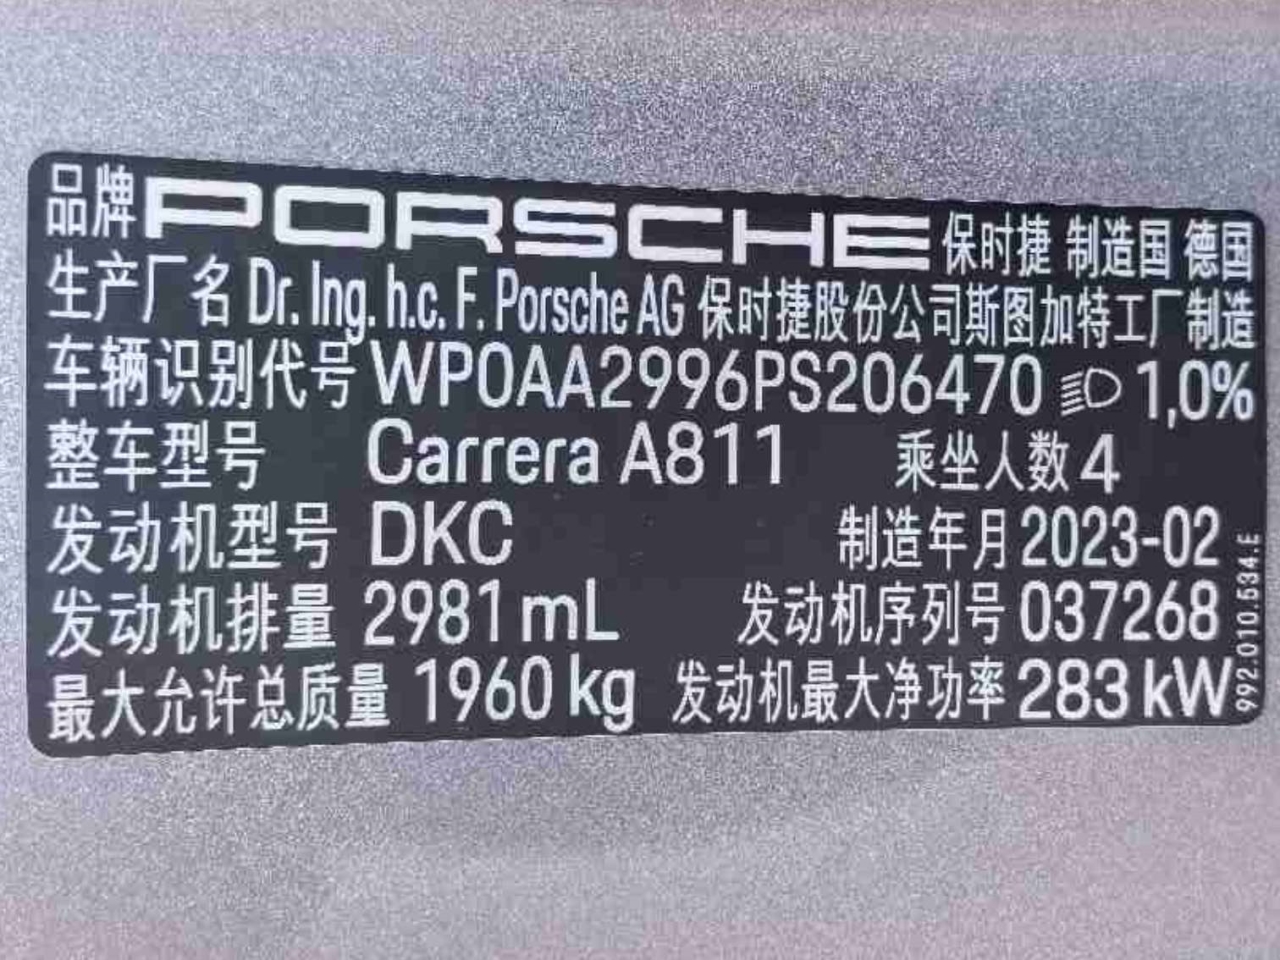 品牌 PORSCHE 保时捷 制造国 德国
生产厂名 Dr. Ing. h.c. F. Porsche AG 保时捷股份公司斯图加特工厂制造
车辆识别代号 WP0AA2996PS206470 1,0%
整车型号 Carrera A811 乘坐人数 4
发动机型号 DKC 制造年月 2023-02
发动机排量 2981 mL 发动机序列号 037268
最大允许总质量 1960 kg 发动机最大净功率 283 kW
992.010.534.E